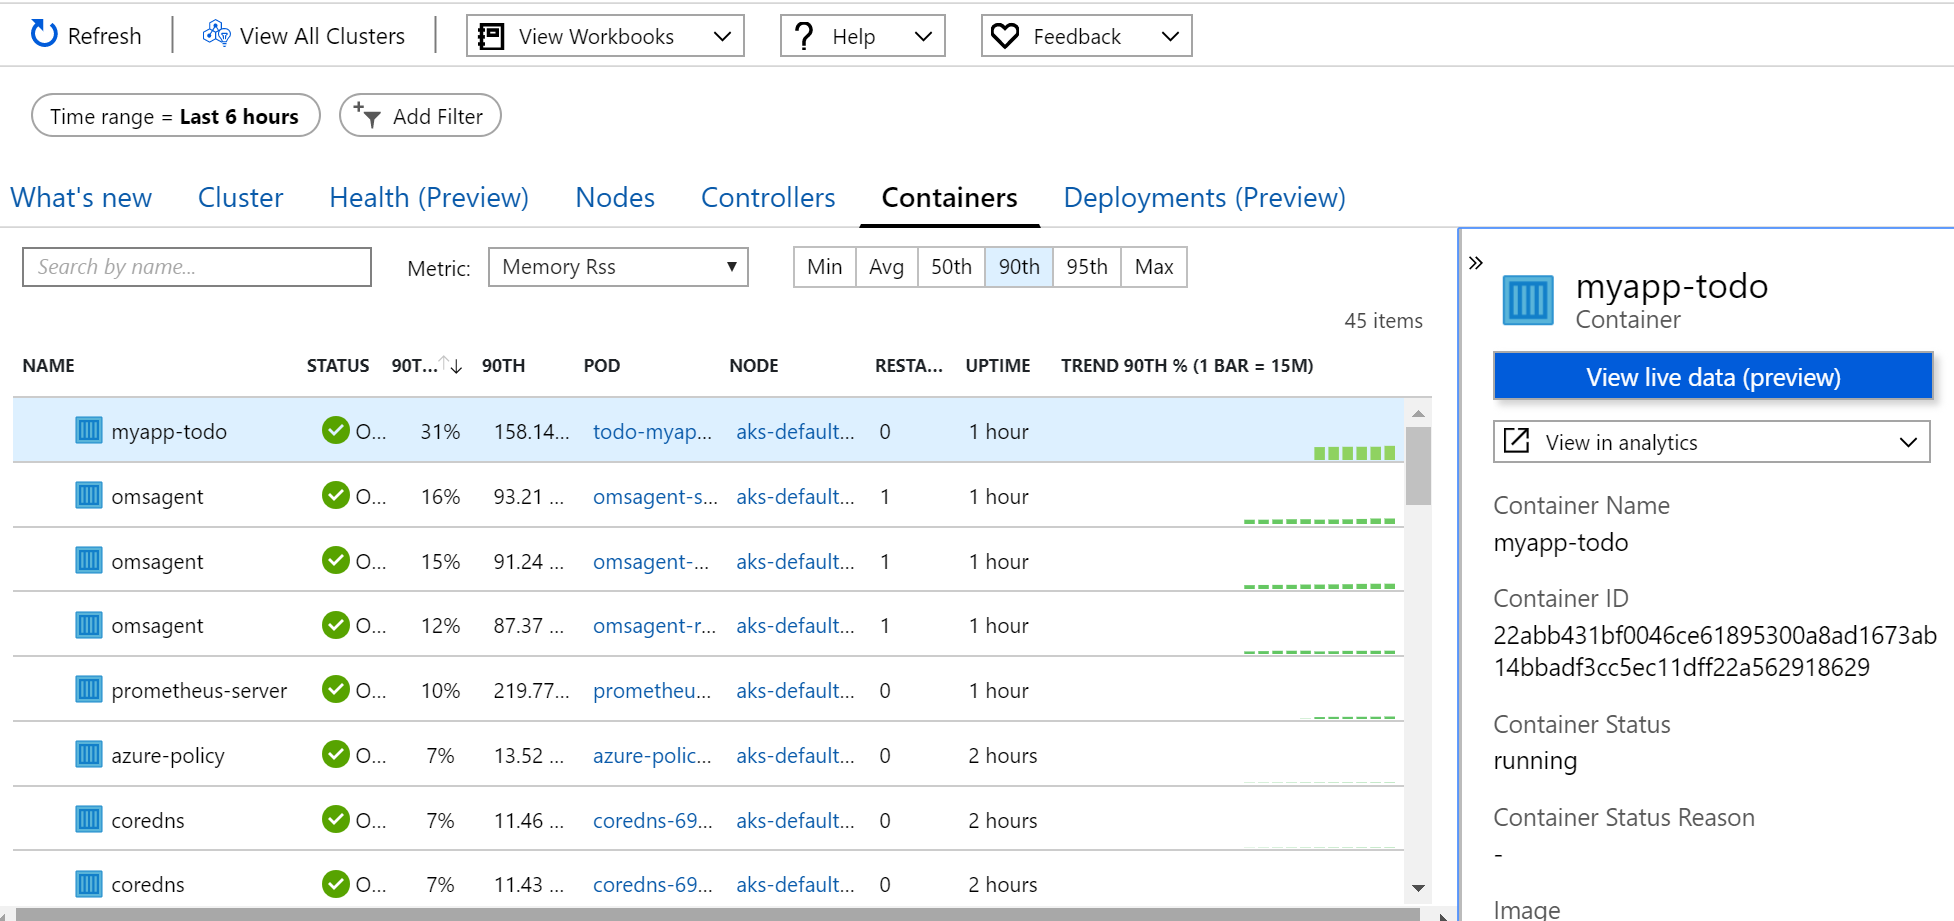 Refresh View All Clusters View Workbooks Help Feedback
Time range = Last 6 hours Add Filter
What's new Cluster Health (Preview) Nodes Controllers Containers Deployments (Preview)
Search by name... Metric: Memory Rss Min Avg 50th 90th 95th Max
45 items
NAME STATUS 90T... 90TH POD NODE RESTA... UPTIME TREND 90TH % (1 BAR = 15M)
myapp-todo O... 31% 158.14... todo-myap... aks-default... 0 1 hour
omsagent O... 16% 93.21 ... omsagent-s... aks-default... 1 1 hour
omsagent O... 15% 91.24 ... omsagent-... aks-default... 1 1 hour
omsagent O... 12% 87.37 ... omsagent-r... aks-default... 1 1 hour
prometheus-server O... 10% 219.77... prometheu... aks-default... 0 1 hour
azure-policy O... 7% 13.52 ... azure-polic... aks-default... 0 2 hours
coredns O... 7% 11.46 ... coredns-69... aks-default... 0 2 hours
coredns O... 7% 11.43 ... coredns-69... aks-default... 0 2 hours
myapp-todo
Container
View live data (preview)
View in analytics
Container Name
myapp-todo
Container ID
22abb431bf0046ce61895300a8ad1673ab
14bbadf3cc5ec11dff22a562918629
Container Status
running
Container Status Reason
-
Image